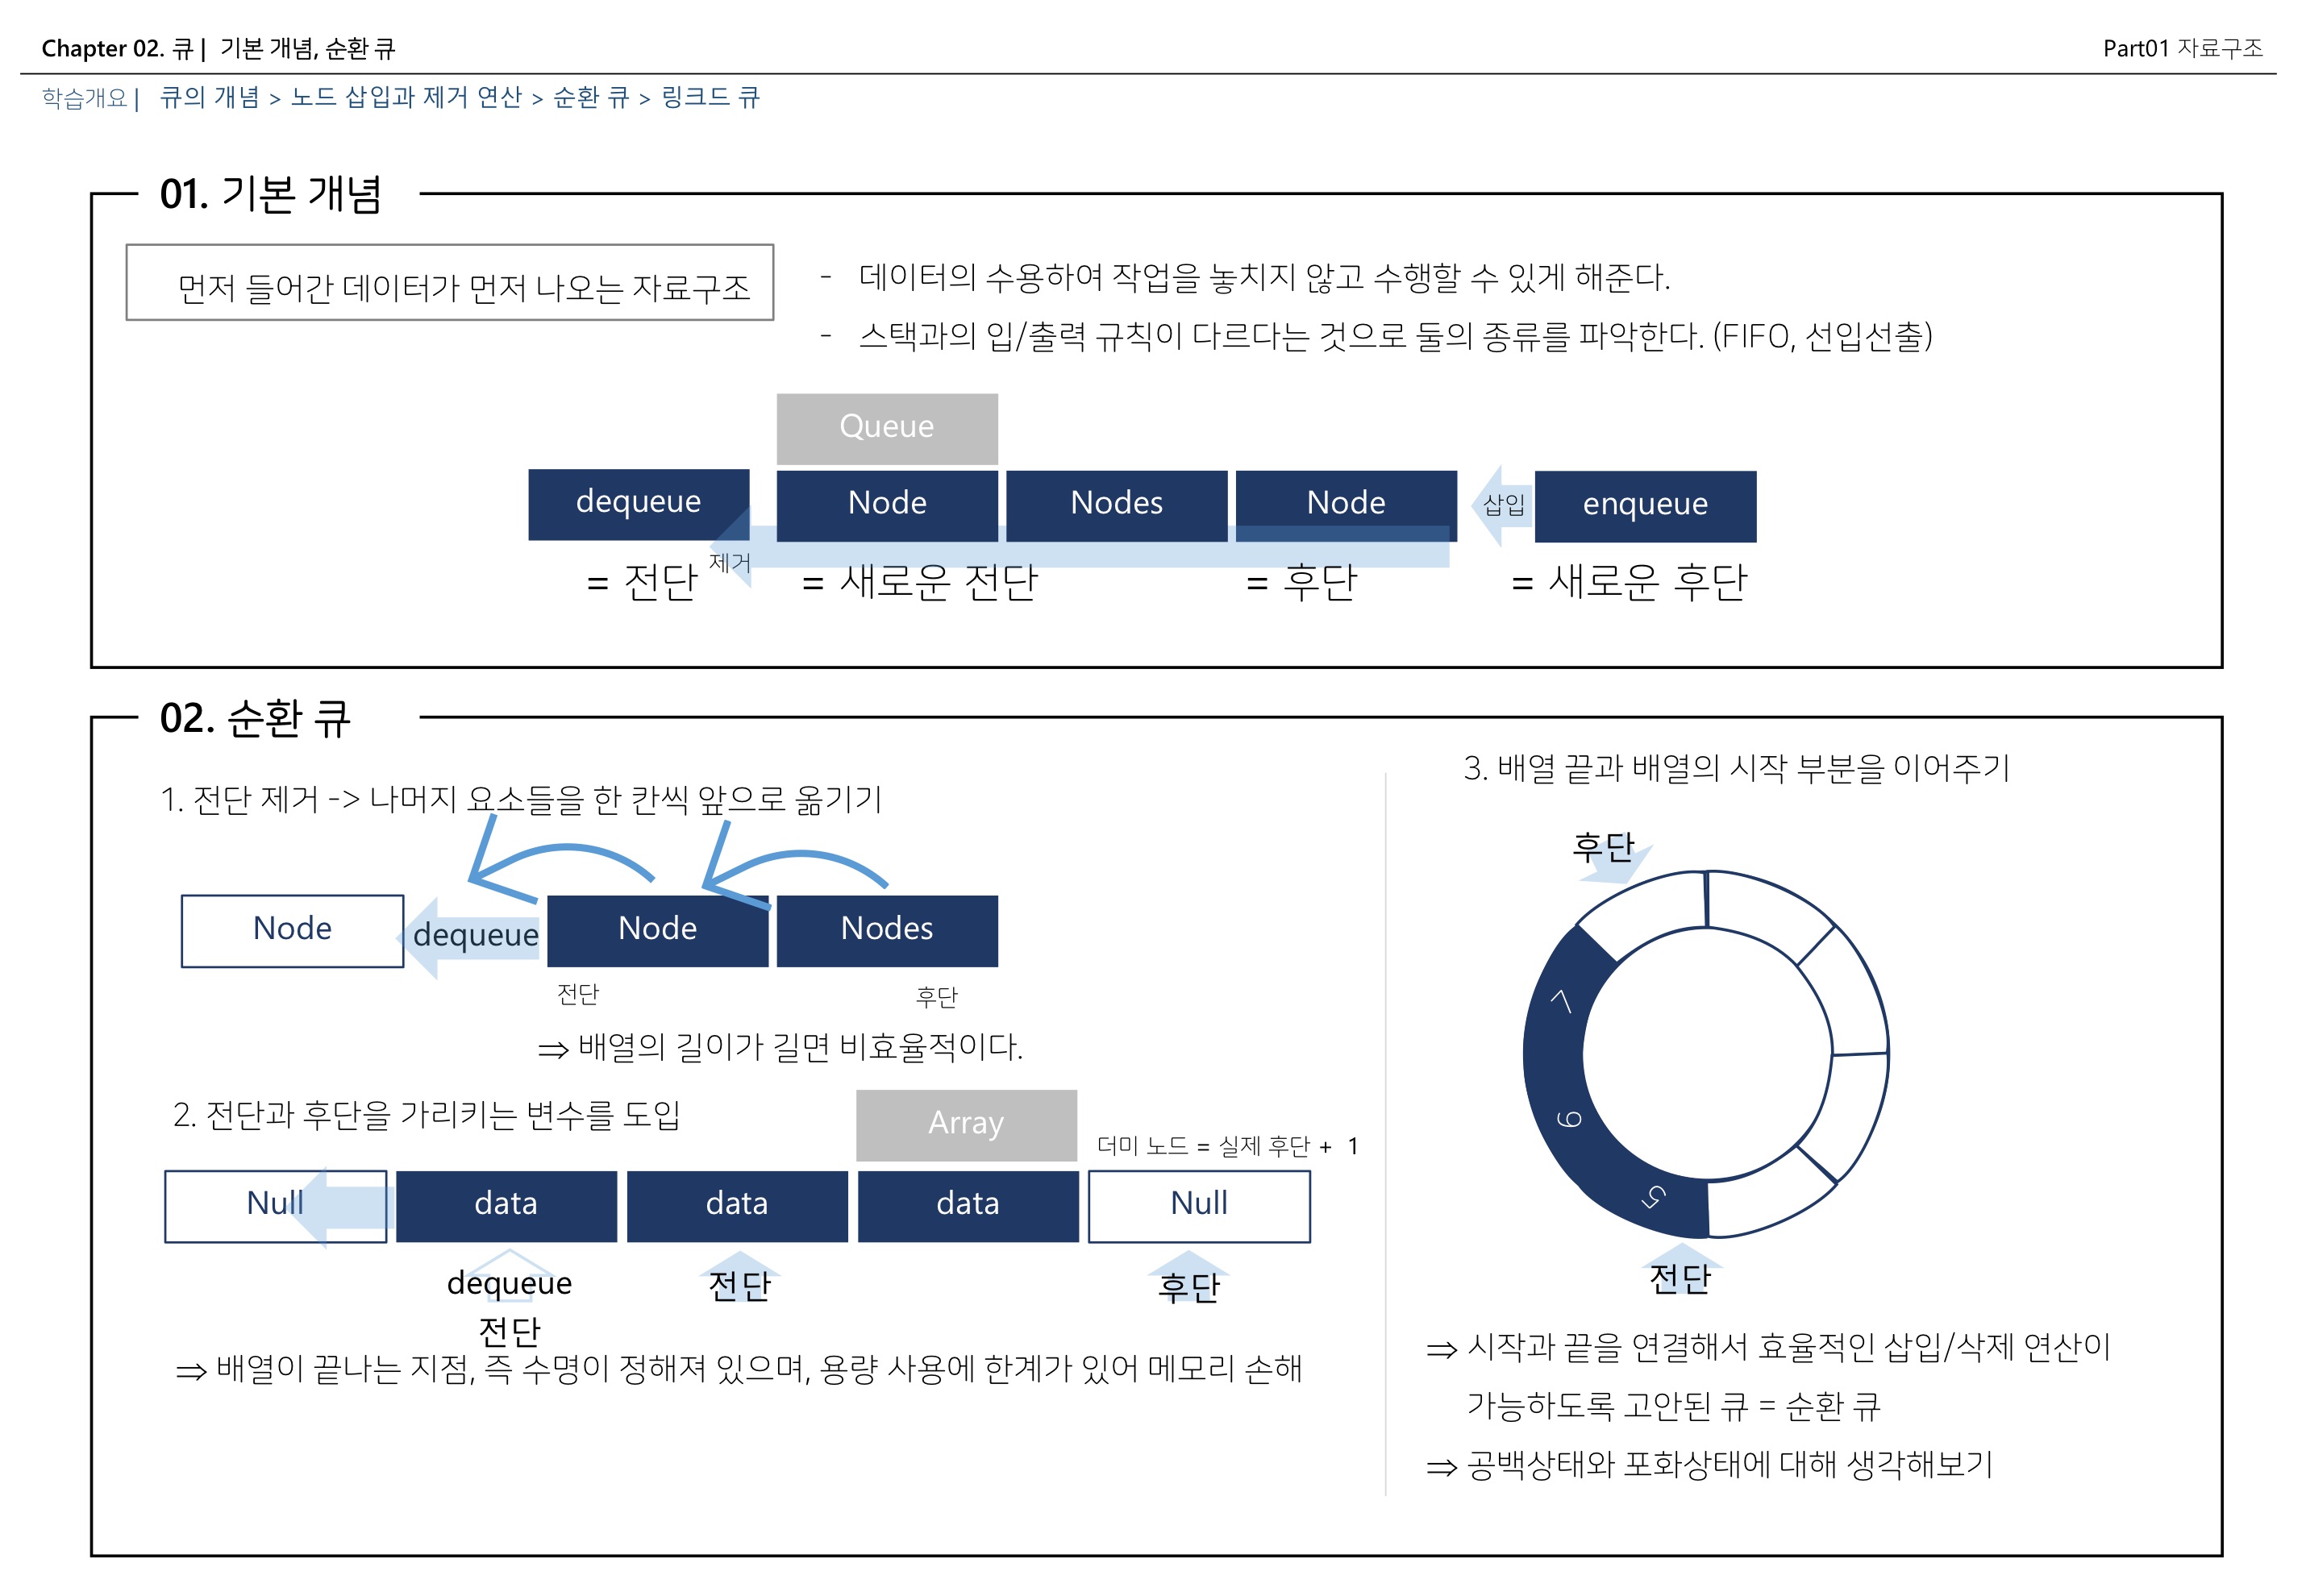 Chapter 02. 큐 | 기본 개념, 순환 큐
Part01 자료구조
학습개요 | 큐의 개념 > 노드 삽입과 제거 연산 > 순환 큐 > 링크드 큐
01. 기본 개념
먼저 들어간 데이터가 먼저 나오는 자료구조
- 데이터의 수용하여 작업을 놓치지 않고 수행할 수 있게 해준다.
- 스택과의 입/출력 규칙이 다르다는 것으로 둘의 종류를 파악한다. (FIFO, 선입선출)
Queue
dequeue
Node
Nodes
Node
삽입
enqueue
제거
= 전단
= 새로운 전단
= 후단
= 새로운 후단
02. 순환 큐
1. 전단 제거 -> 나머지 요소들을 한 칸씩 앞으로 옮기기
Node
dequeue
Node
Nodes
전단
후단
⇒ 배열의 길이가 길면 비효율적이다.
2. 전단과 후단을 가리키는 변수를 도입
Array
더미 노드 = 실제 후단 + 1
Null
data
data
data
Null
dequeue
전단
전단
후단
⇒ 배열이 끝나는 지점, 즉 수명이 정해져 있으며, 용량 사용에 한계가 있어 메모리 손해
3. 배열 끝과 배열의 시작 부분을 이어주기
후단
7
6
5
전단
⇒ 시작과 끝을 연결해서 효율적인 삽입/삭제 연산이
가능하도록 고안된 큐 = 순환 큐
⇒ 공백상태와 포화상태에 대해 생각해보기